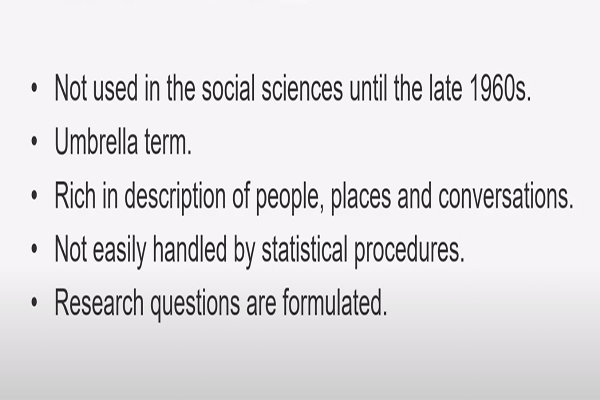 • Not used in the social sciences until the late 1960s.
• Umbrella term.
• Rich in description of people, places and conversations.
• Not easily handled by statistical procedures.
• Research questions are formulated.